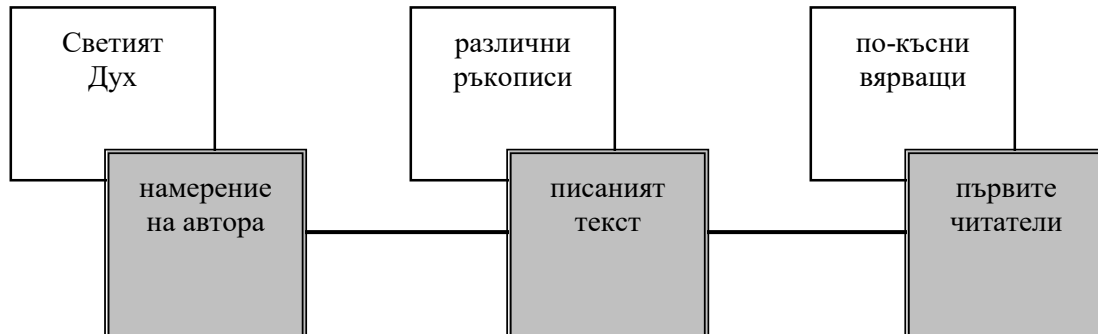 Светият
Дух
различни
ръкописи
по-късни
вярващи
намерение
на автора
писаният
текст
първите
читатели